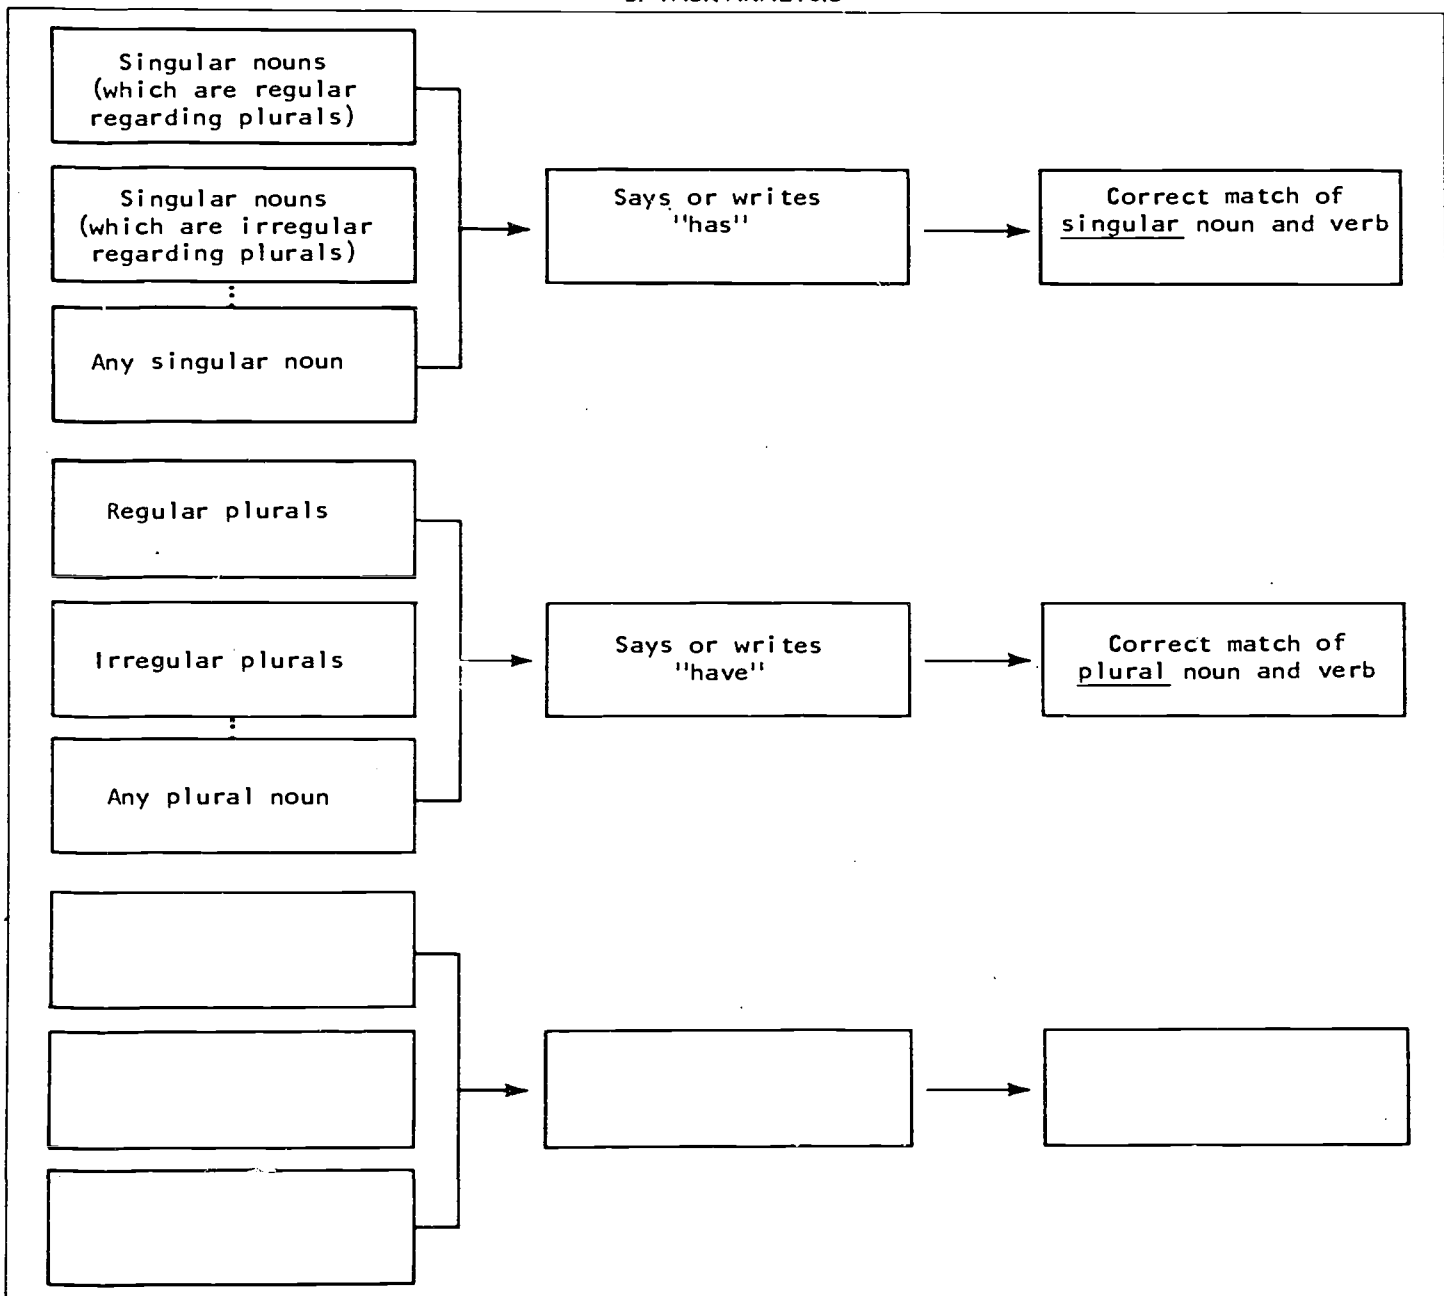 Singular nouns
(which are regular
regarding plurals)
Singular nouns
(which are irregular
regarding plurals)
Any singular noun
Says or writes
"has"
Correct match of
singular noun and verb
Regular plurals
Irregular plurals
Any plural noun
Says or writes
"have"
Correct match of
plural noun and verb